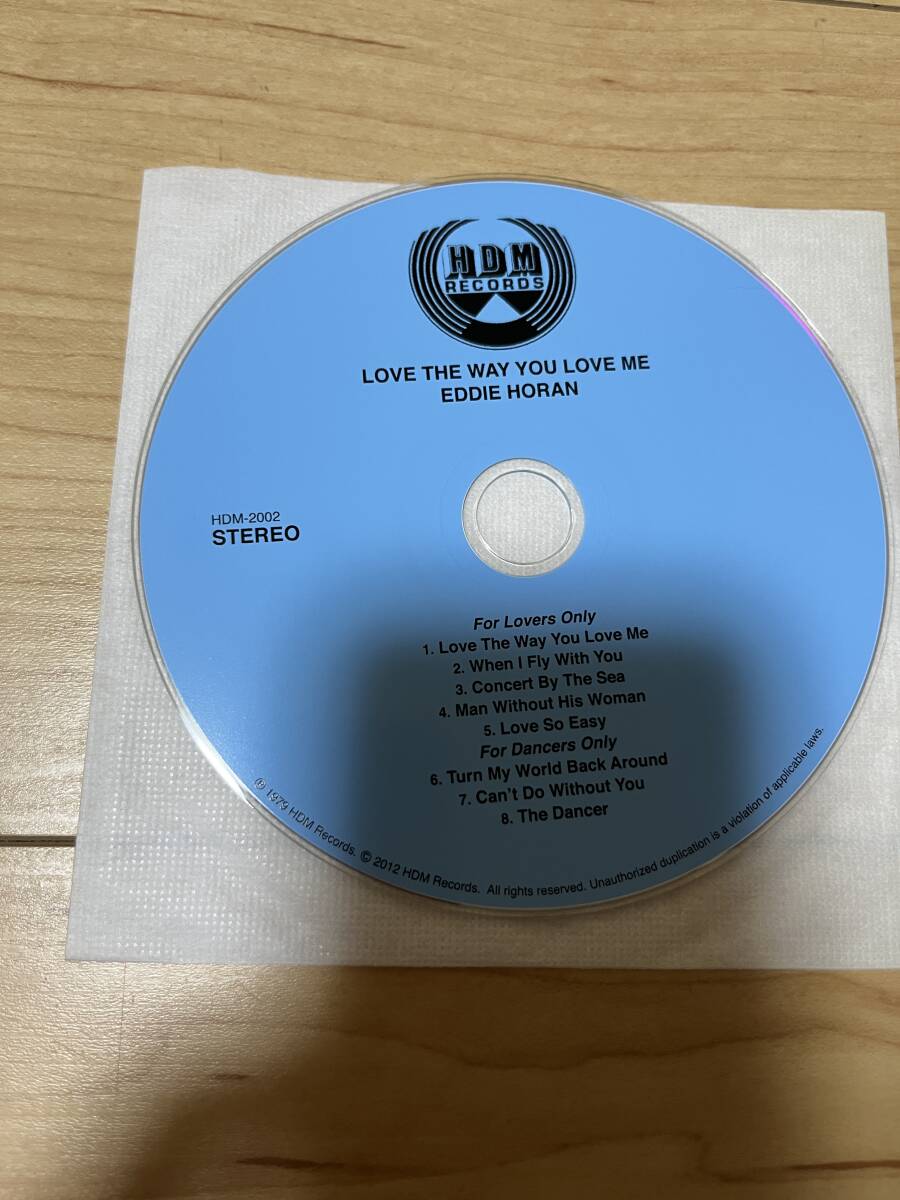 HDM
RECORDS
LOVE THE WAY YOU LOVE ME
EDDIE HORAN
HDM-2002
STEREO
For Lovers Only
1. Love The Way You Love Me
2. When I Fly With You
3. Concert By The Sea
4. Man Without His Woman
5. Love So Easy
For Dancers Only
6. Turn My World Back Around
7. Can't Do Without You
8. The Dancer
℗ 1979 HDM Records. © 2012 HDM Records. All rights reserved. Unauthorized duplication is a violation of applicable laws.